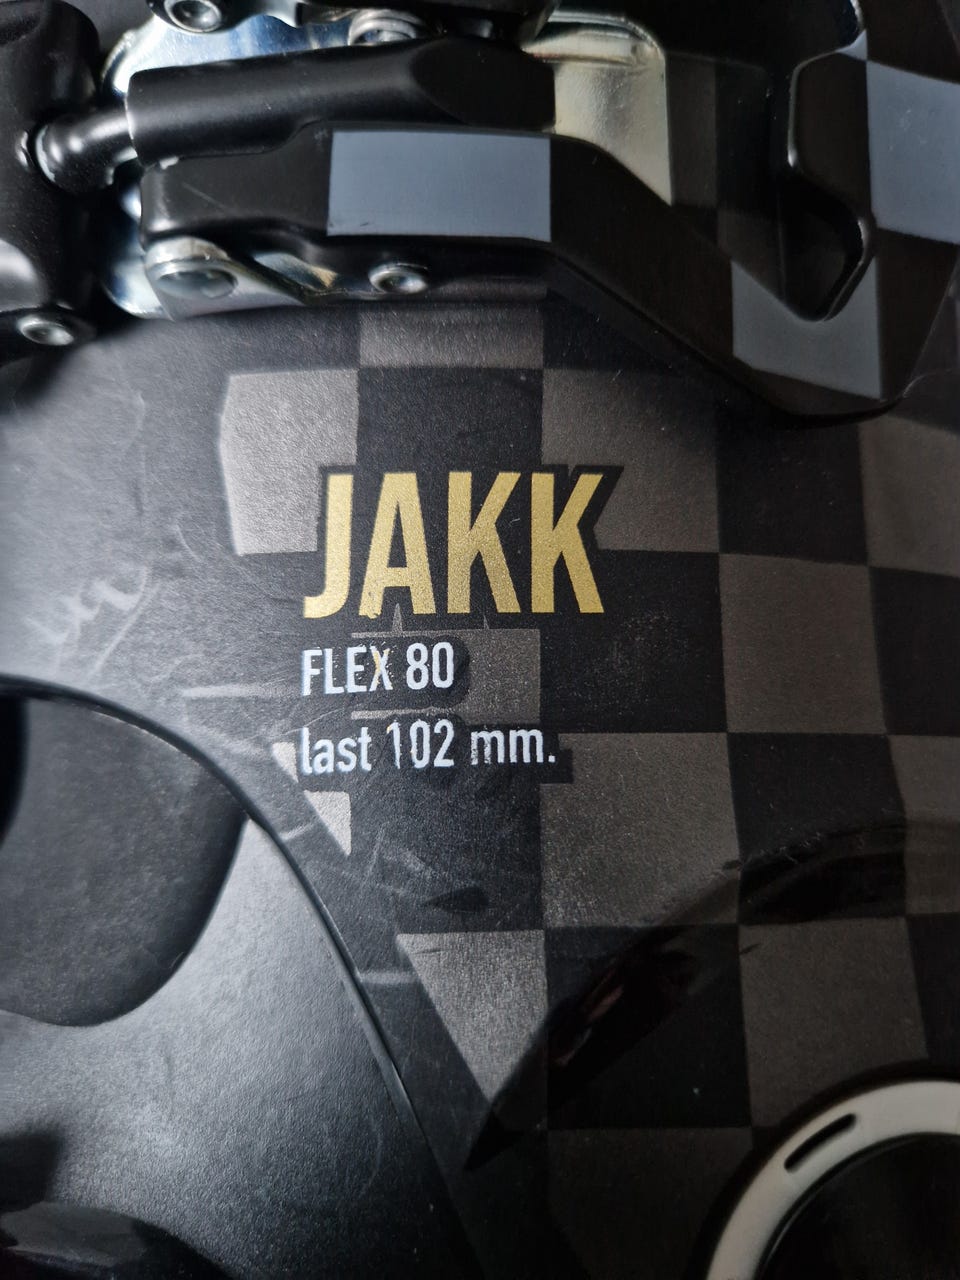 JAKK
FLEX 80
last 102 mm.